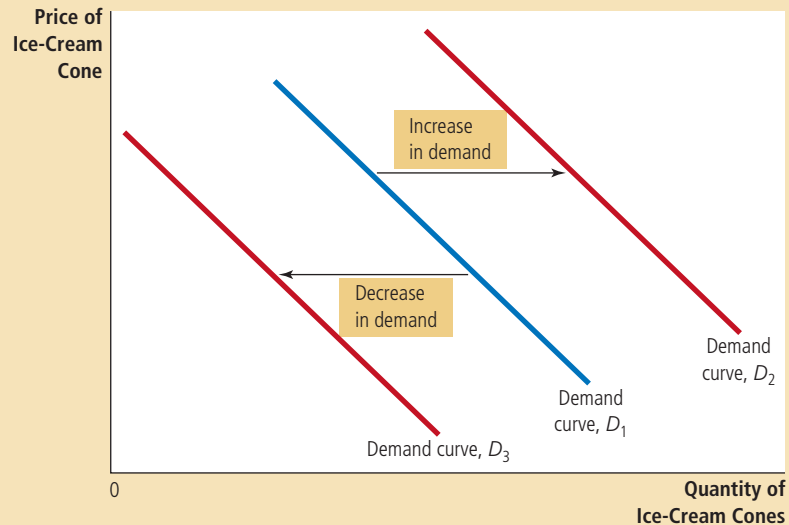 Price of
Ice-Cream
Cone
Increase
in demand
Decrease
in demand
Demand
curve, D2
Demand
curve, D1
Demand curve, D3
0
Quantity of
Ice-Cream Cones